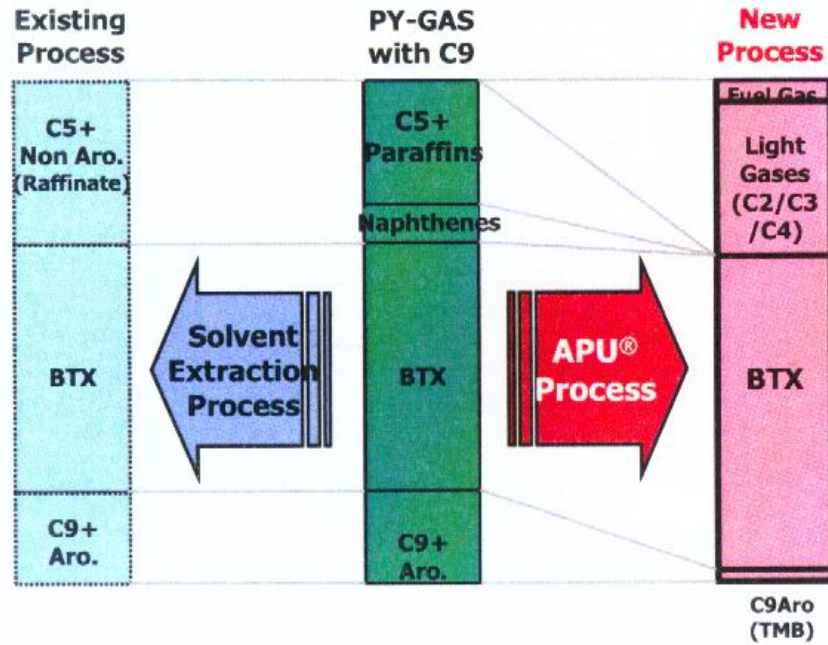 Existing
Process
PY-GAS
with C9
New
Process
C5+
Non Aro.
(Raffinate)
BTX
C9+
Aro.
Solvent
Extraction
Process
C5+
Paraffins
Naphthenes
BTX
C9+
Aro.
APU®
Process
Fuel Gas
Light
Gases
(C2/C3
/C4)
BTX
C9Aro
(TMB)